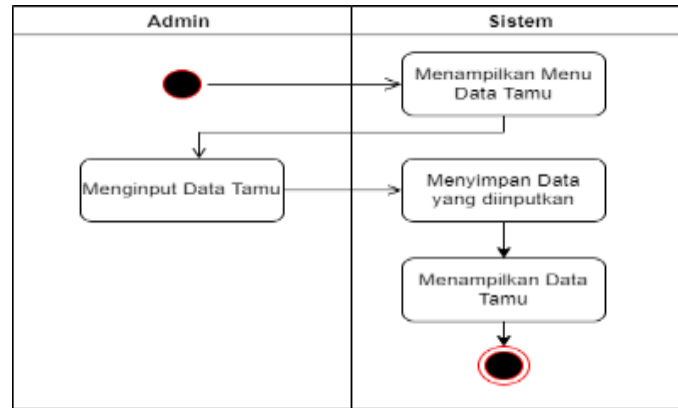 Admin
Sistem
Menampilkan Menu
Data Tamu
Menginput Data Tamu
Menyimpan Data
yang diinputkan
Menampilkan Data
Tamu